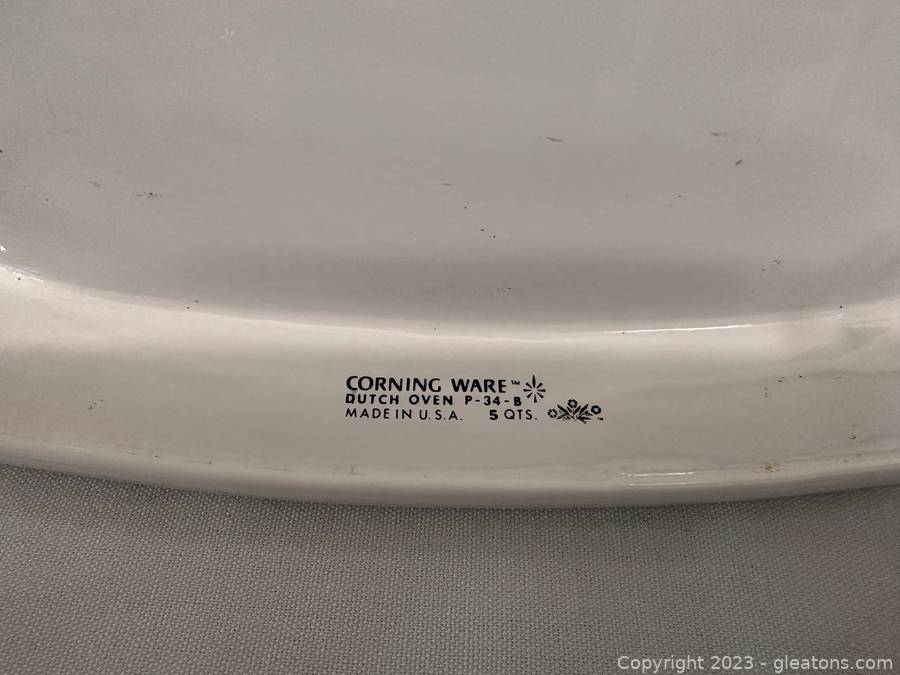 CORNING WARE™
DUTCH OVEN P-34-B
MADE IN U.S.A. 5 QTS.
Copyright 2023 - gleatons.com